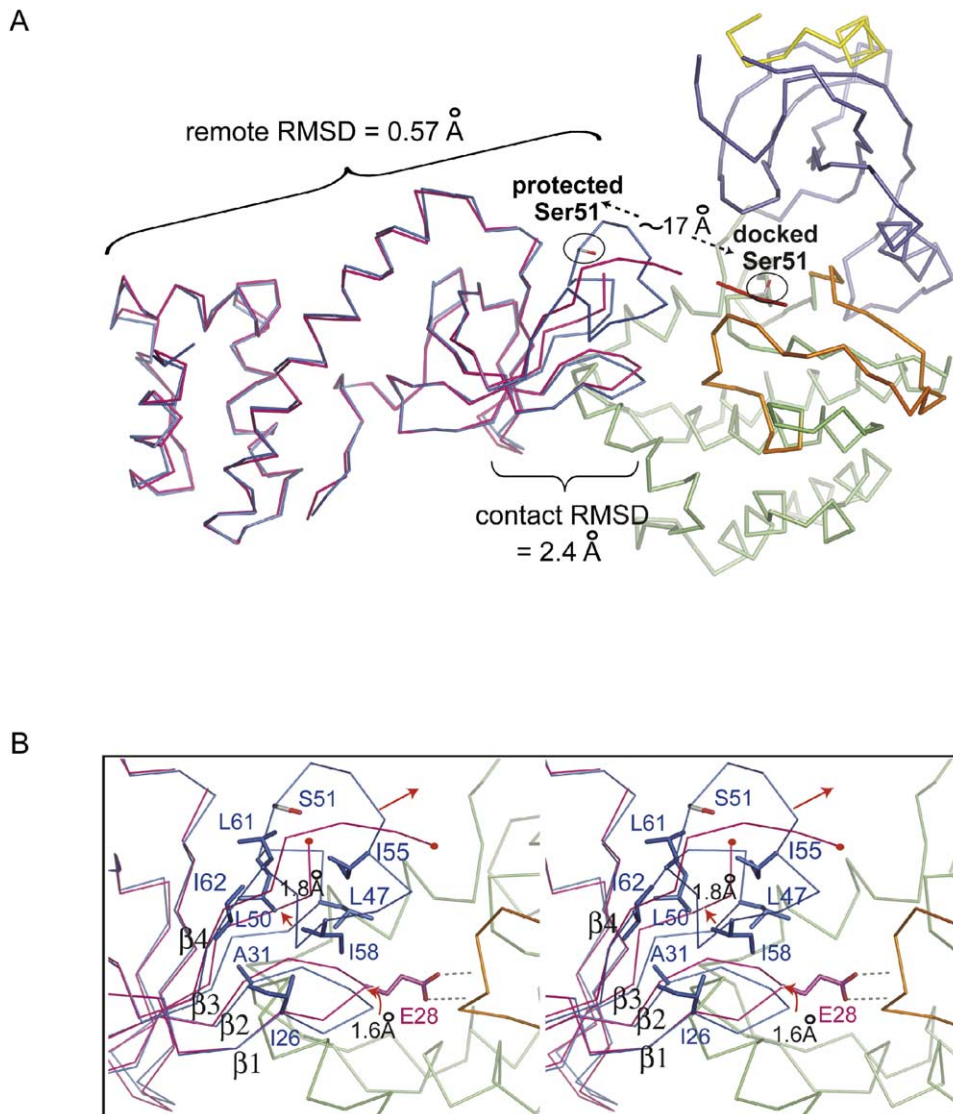 A
remote RMSD = 0.57 Å
protected
Ser51
~17 Å
docked
Ser51
contact RMSD
= 2.4 Å
B
S51
L61
I55
I62
1.8Å
L47
L50
β4
A31
I58
β3
β2
E28
I26
1.6Å
β1
S51
L61
I55
I62
1.8Å
L47
L50
β4
A31
I58
β3
β2
E28
I26
1.6Å
β1